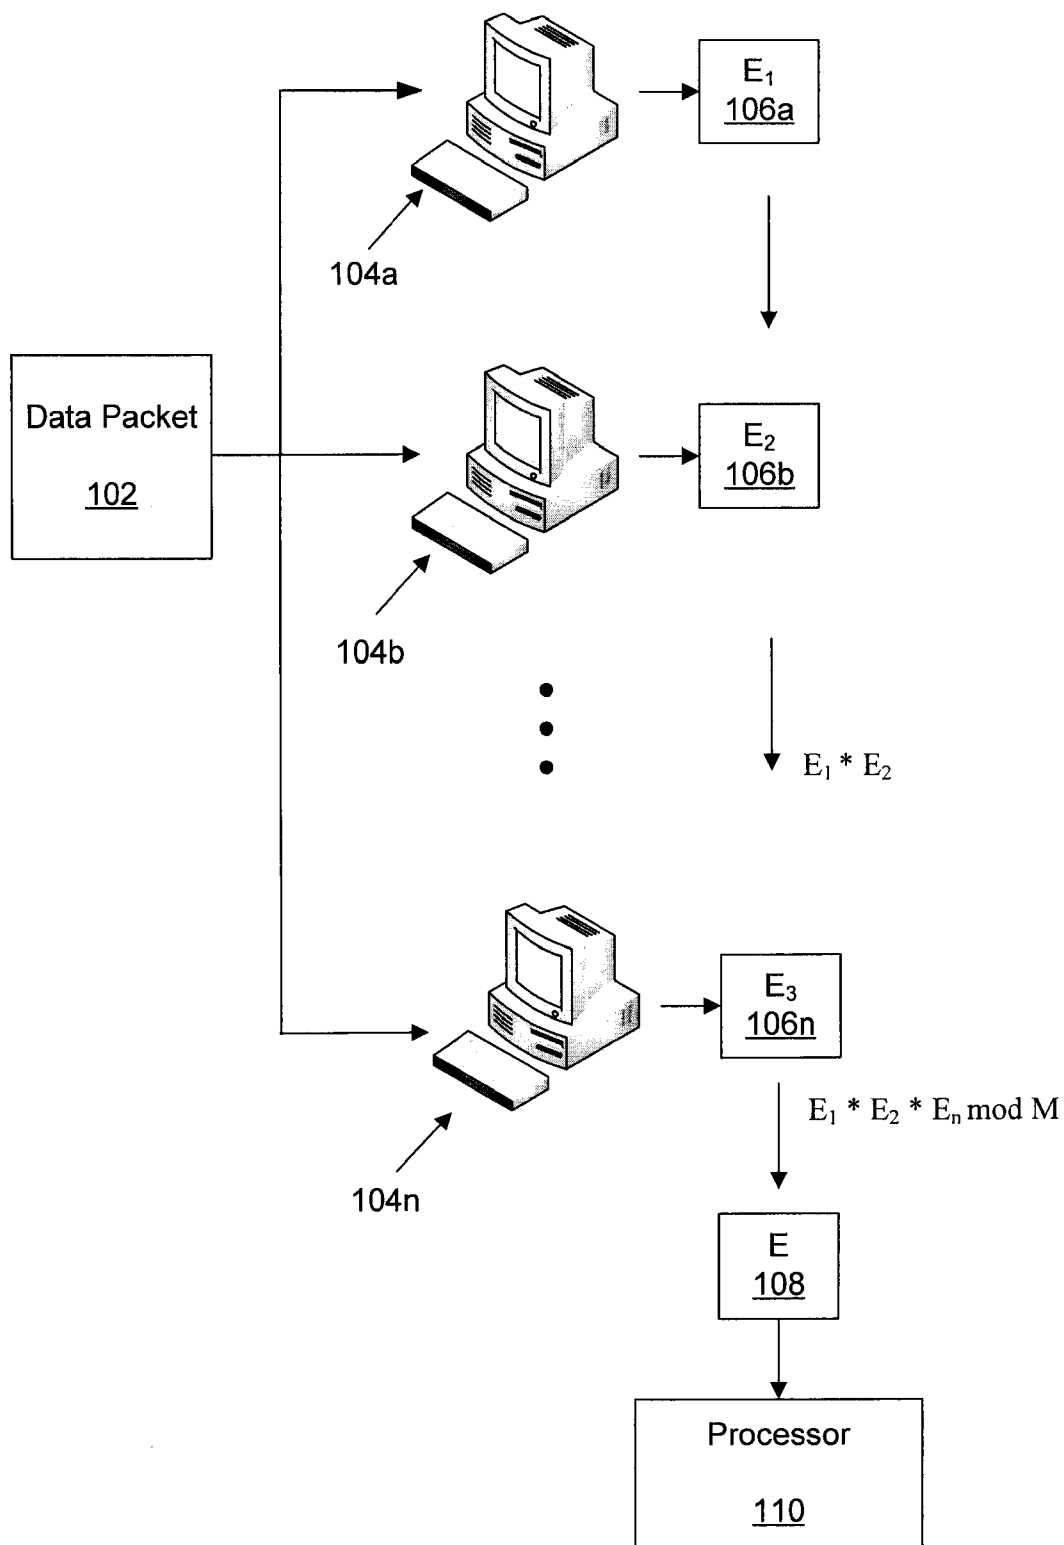 E₁
106a
104a
Data Packet
102
E₂
106b
104b
E₁ * E₂
E₃
106n
E₁ * E₂ * Eₙ mod M
104n
E
108
Processor
110